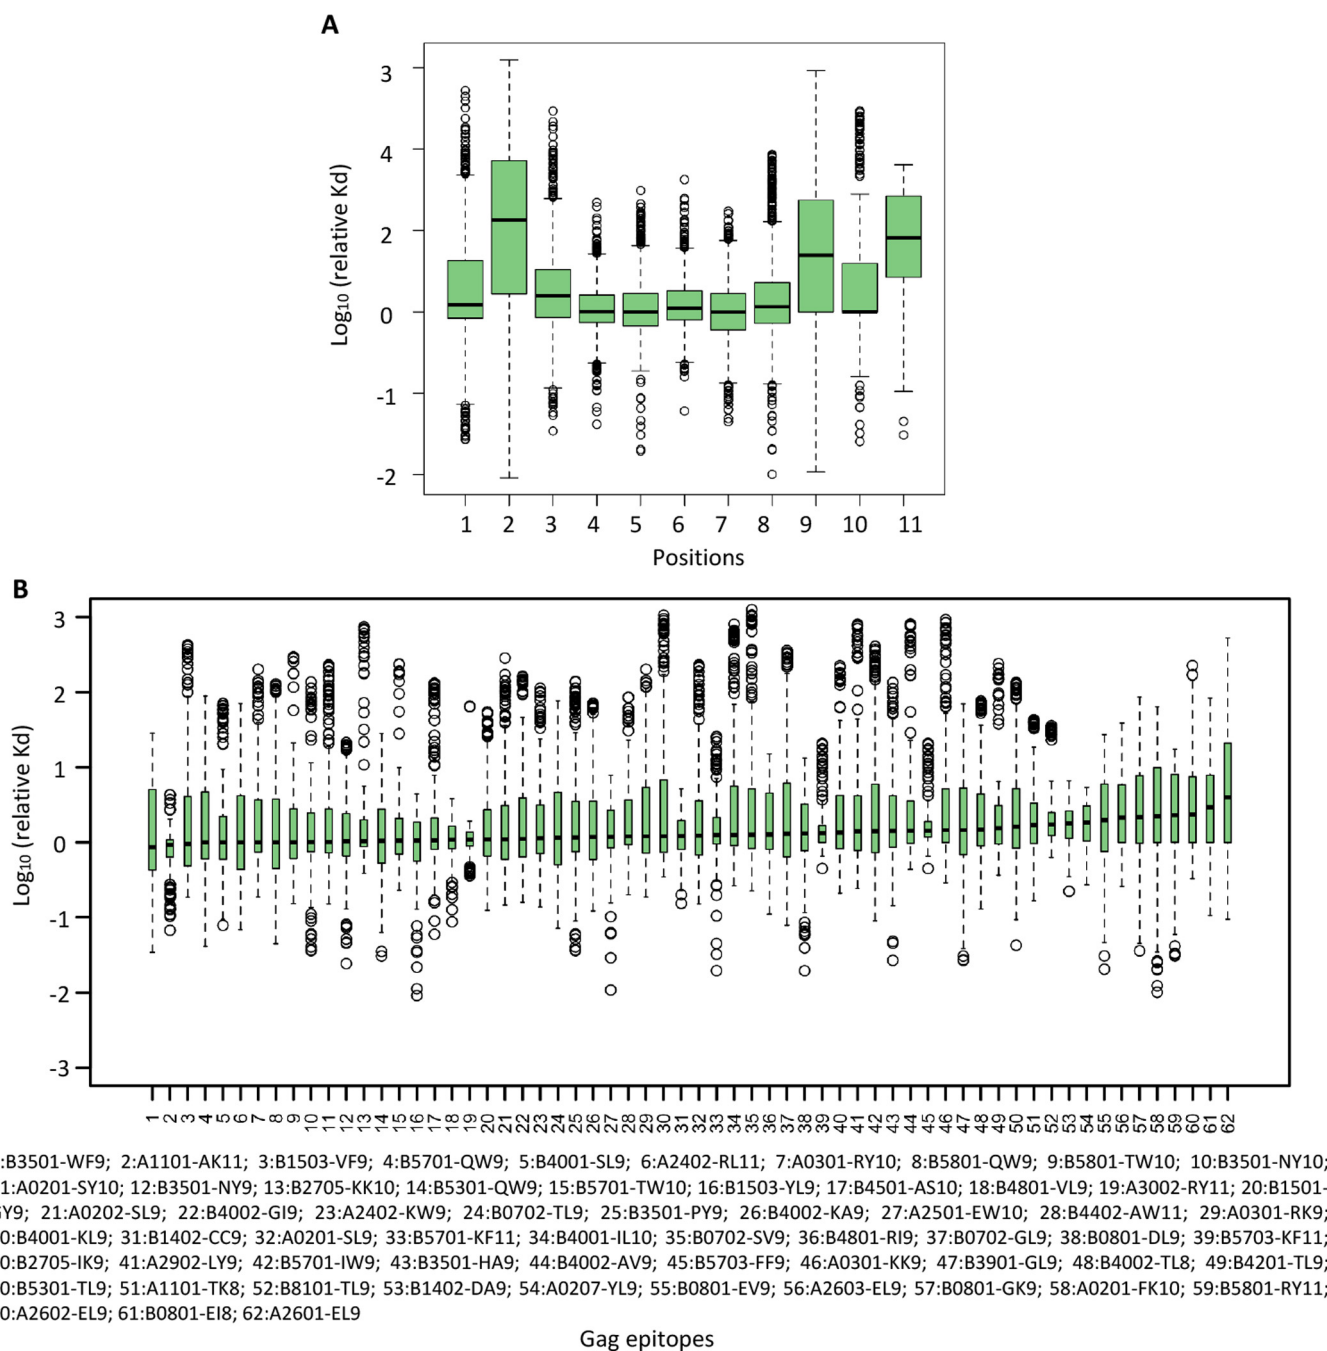 A
3
4
2
0
-1
-2
Log₁₀ (relative Kd)
1 2 3 4 5 6 7 8 9 10 11
Positions
B
3
2
1
0
-1
-2
-3
Log₁₀ (relative Kd)
1 2 3 4 5 6 7 8 9 10 11 12 13 14 15 16 17 18 19 20 21 22 23 24 25 26 27 28 29 30 31 32 33 34 35 36 37 38 39 40 41 42 43 44 45 46 47 48 49 50 51 52 53 54 55 56 57 58 59 60 61 62
:B3501-WF9; 2:A1101-AK11; 3:B1503-VF9; 4:B5701-QW9; 5:B4001-SL9; 6:A2402-RL11; 7:A0301-RY10; 8:B5801-QW9; 9:B5801-TW10; 10:B3501-NY10;
1:A0201-SY10; 12:B3501-NY9; 13:B2705-KK10; 14:B5301-QW9; 15:B5701-TW10; 16:B1503-YL9; 17:B4501-AS10; 18:B4801-VL9; 19:A3002-RY11; 20:B1501-
Y9; 21:A0202-SL9; 22:B4002-GI9; 23:A2402-KW9; 24:B0702-TL9; 25:B3501-PY9; 26:B4002-KA9; 27:A2501-EW10; 28:B4402-AW11; 29:A0301-RK9;
0:B4001-KL9; 31:B1402-CC9; 32:A0201-SL9; 33:B5701-KF11; 34:B4001-IL10; 35:B0702-SV9; 36:B4801-RI9; 37:B0702-GL9; 38:B0801-DL9; 39:B5703-KF11;
0:B2705-IK9; 41:A2902-LY9; 42:B5701-IW9; 43:B3501-HA9; 44:B4002-AV9; 45:B5703-FF9; 46:A0301-KK9; 47:B3901-GL9; 48:B4002-TL8; 49:B4201-TL9;
0:B5301-TL9; 51:A1101-TK8; 52:B8101-TL9; 53:B1402-DA9; 54:A0207-YL9; 55:B0801-EV9; 56:A2603-EL9; 57:B0801-GK9; 58:A0201-FK10; 59:B5801-RY11;
0:A2602-EL9; 61:B0801-EI8; 62:A2601-EL9
Gag epitopes